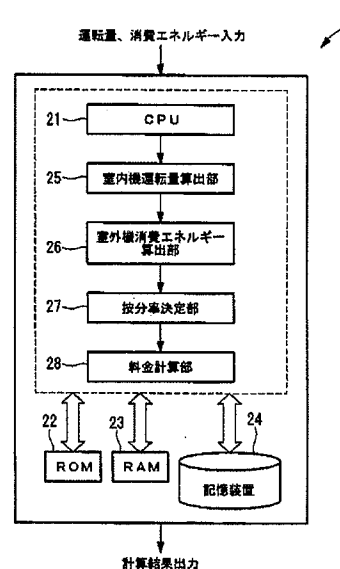 運転量、消費エネルギー入力
21
CPU
25
室内機運転量算出部
26
室外機消費エネルギー
算出部
27
按分率決定部
28
料金計算部
22
23
24
ROM
RAM
記憶装置
計算結果出力